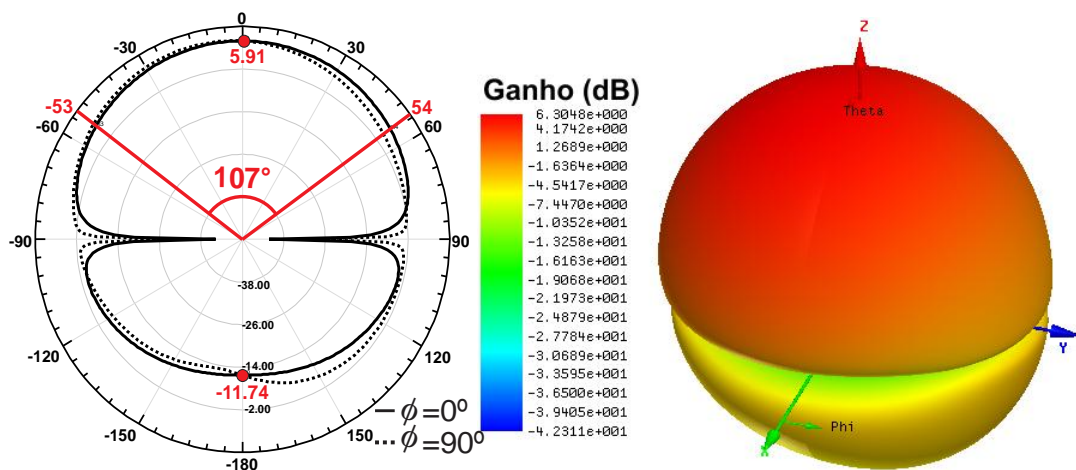 0
-30
30
5.91
-53
54
-60
60
107°
-90
90
-38.00
-26.00
-120
120
-14.00
-11.74
-2.00
-150
150
-180
ϕ=0º
ϕ=90º
Ganho (dB)
6.3048e+000
4.1742e+000
1.2689e+000
-1.6364e+000
-4.5417e+000
-7.4470e+000
-1.0352e+001
-1.3258e+001
-1.6163e+001
-1.9068e+001
-2.1973e+001
-2.4879e+001
-2.7784e+001
-3.0689e+001
-3.3595e+001
-3.6500e+001
-3.9405e+001
-4.2311e+001
Z
Theta
Y
Phi
X